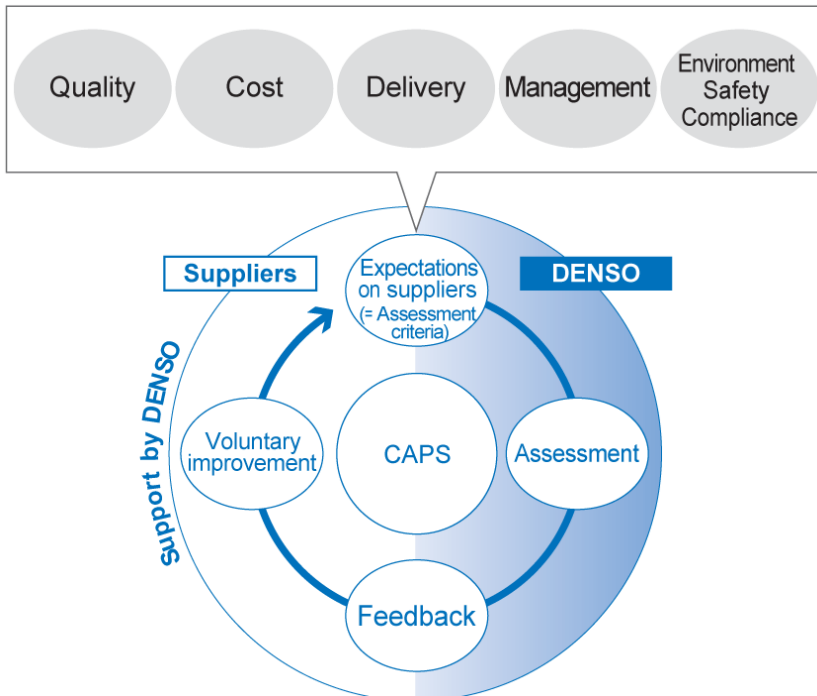 Quality
Cost
Delivery
Management
Environment
Safety
Compliance
Suppliers
Expectations
on suppliers
(= Assessment
criteria)
DENSO
Support by DENSO
Voluntary
improvement
CAPS
Assessment
Feedback